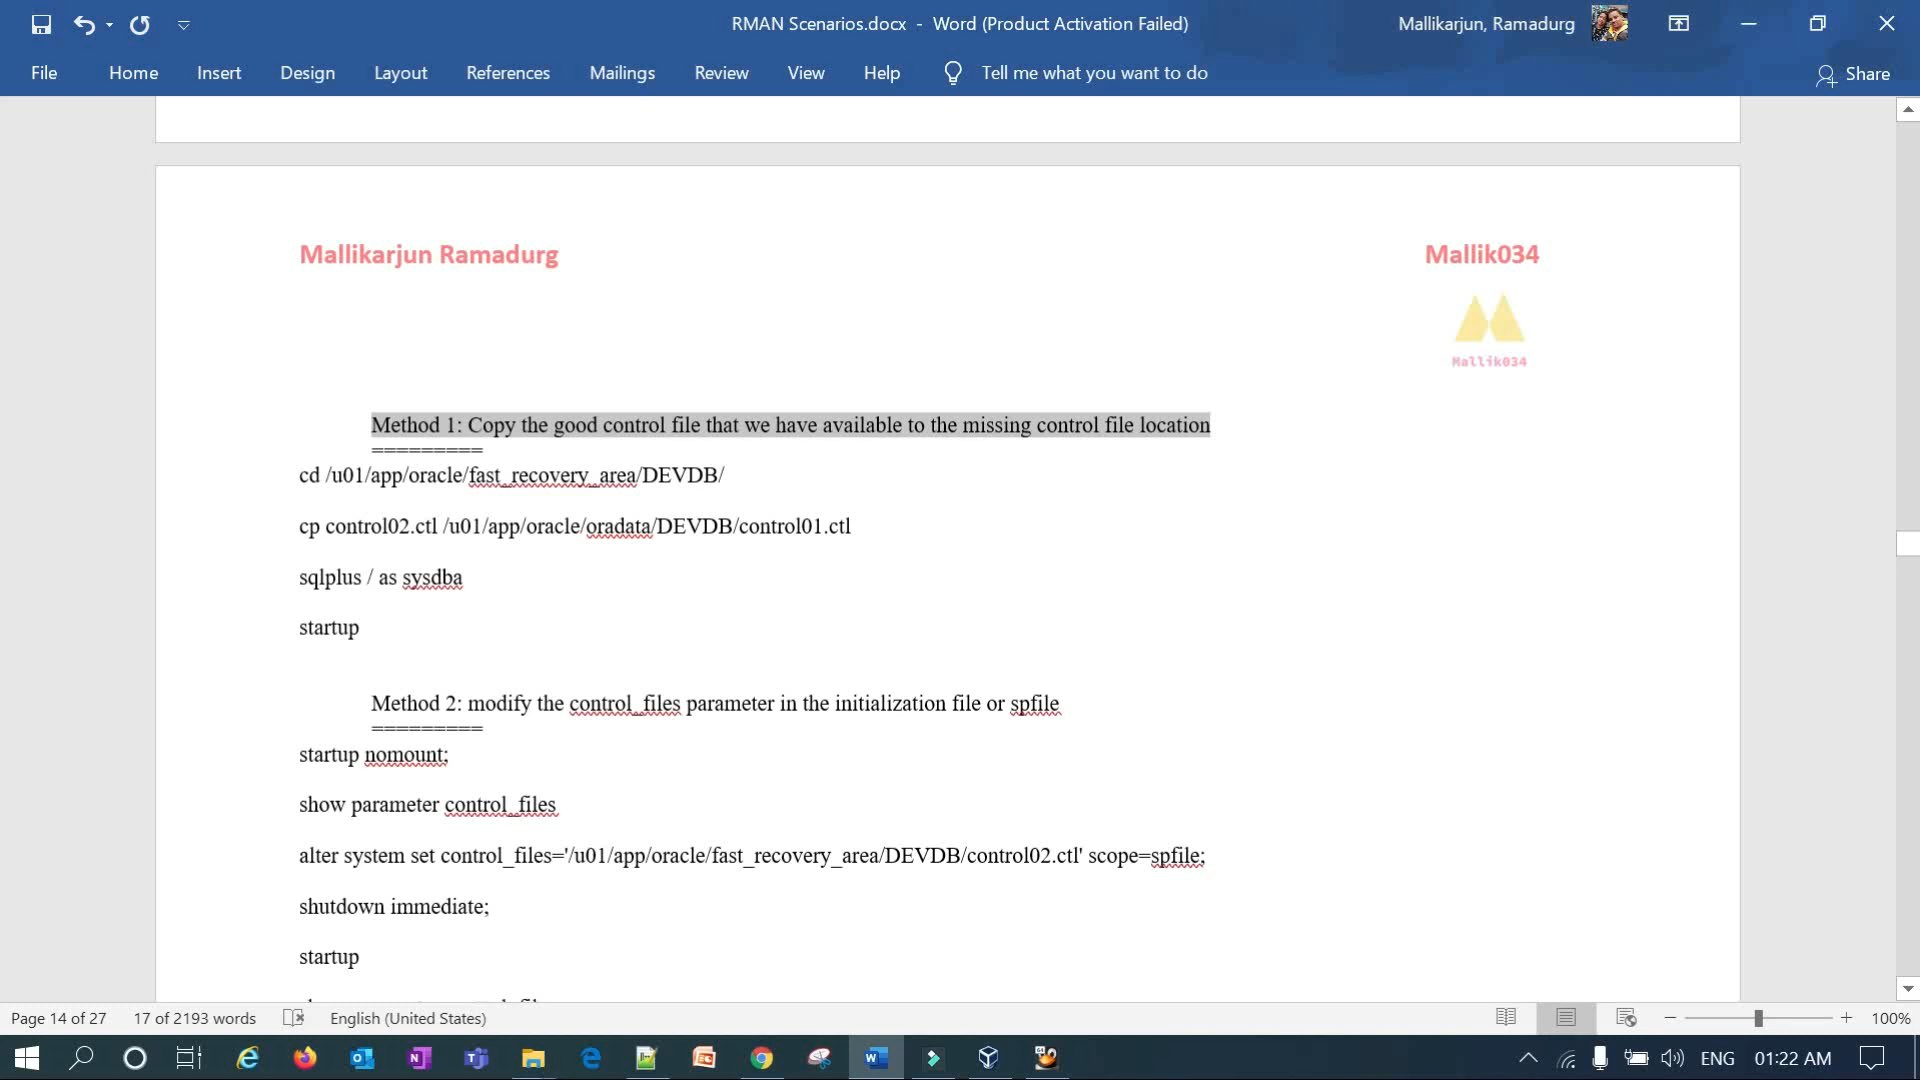 RMAN Scenarios.docx - Word (Product Activation Failed)
Mallikarjun, Ramadurg
File Home Insert Design Layout References Mailings Review View Help Tell me what you want to do
Share
Mallikarjun Ramadurg
Mallik034
Mallik034
Method 1: Copy the good control file that we have available to the missing control file location
=========
cd /u01/app/oracle/fast_recovery_area/DEVDB/
cp control02.ctl /u01/app/oracle/oradata/DEVDB/control01.ctl
sqlplus / as sysdba
startup
Method 2: modify the control_files parameter in the initialization file or spfile
=========
startup nomount;
show parameter control_files
alter system set control_files='/u01/app/oracle/fast_recovery_area/DEVDB/control02.ctl' scope=spfile;
shutdown immediate;
startup
Page 14 of 27 17 of 2193 words English (United States) 100%
ENG 01:22 AM